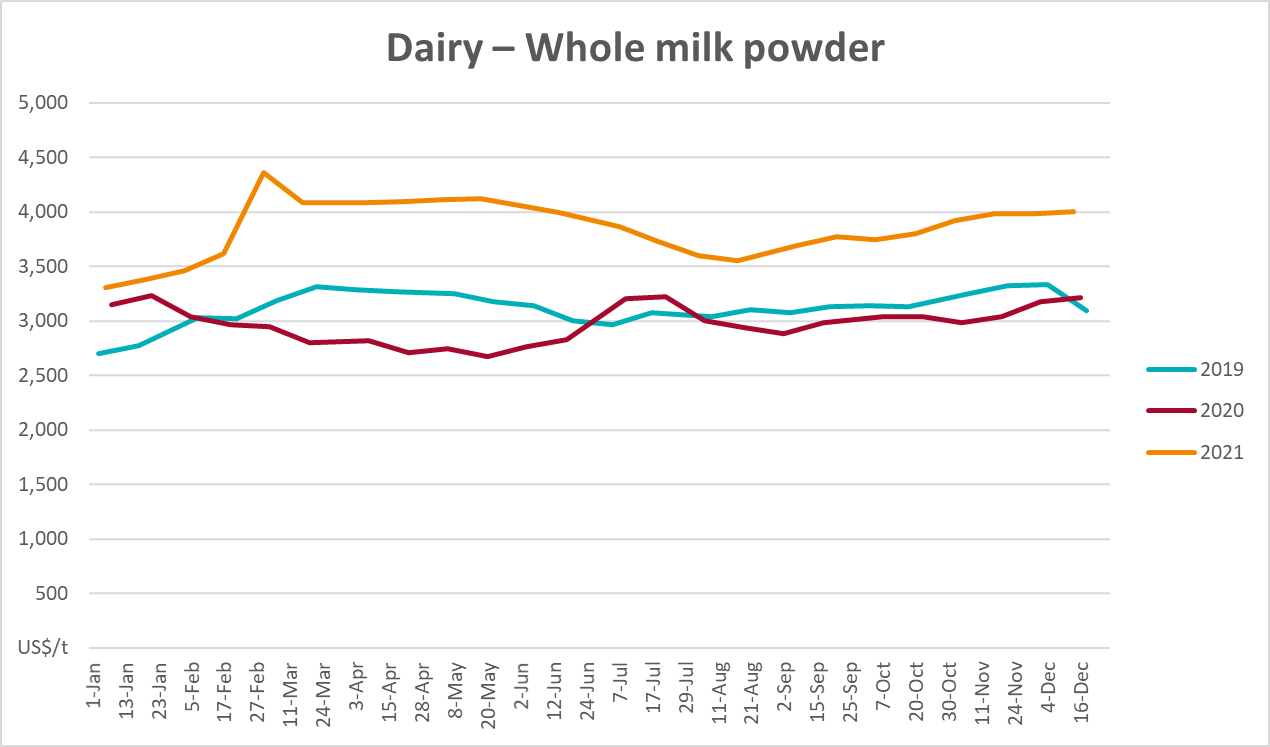 Dairy – Whole milk powder
5,000
4,500
4,000
3,500
3,000
2,500
2,000
1,500
1,000
500
US$/t
1-Jan
13-Jan
23-Jan
5-Feb
17-Feb
27-Feb
11-Mar
24-Mar
3-Apr
15-Apr
28-Apr
8-May
20-May
2-Jun
12-Jun
24-Jun
7-Jul
17-Jul
29-Jul
11-Aug
21-Aug
2-Sep
15-Sep
25-Sep
7-Oct
20-Oct
30-Oct
11-Nov
24-Nov
4-Dec
16-Dec
2019
2020
2021